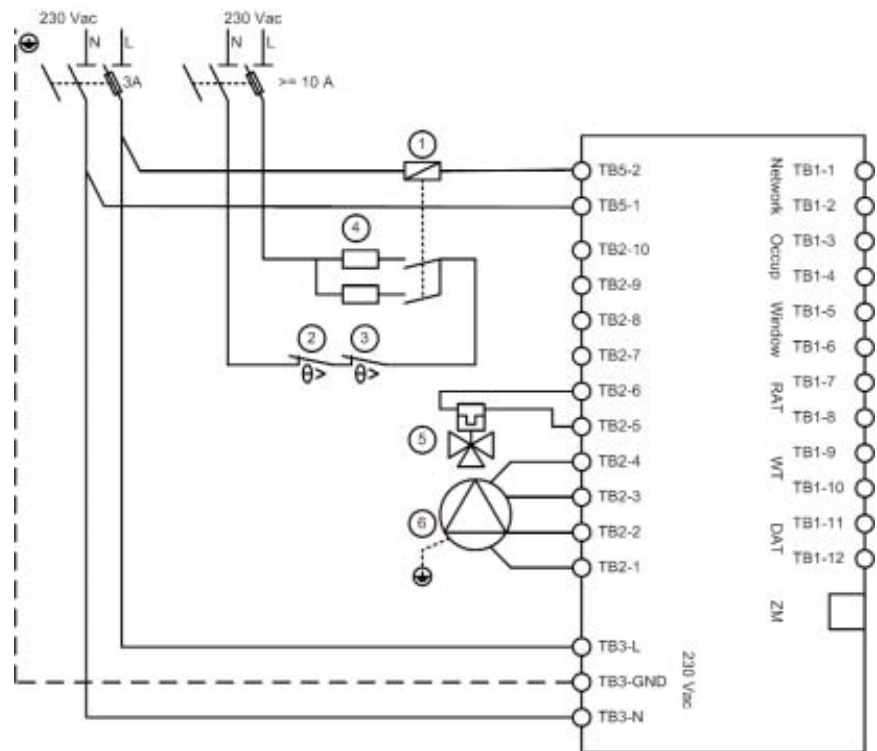 230 Vac
230 Vac
N
L
N
L
3A
>= 10 A
1
TB5-2
TB5-1
4
TB2-10
TB2-9
TB2-8
2
3
TB2-7
θ>
θ>
TB2-6
5
TB2-5
TB2-4
6
TB2-3
TB2-2
TB2-1
TB3-L
TB3-GND
TB3-N
230 Vac
Network
Occup
Window
RAT
WT
DAT
ZM
TB1-1
TB1-2
TB1-3
TB1-4
TB1-5
TB1-6
TB1-7
TB1-8
TB1-9
TB1-10
TB1-11
TB1-12